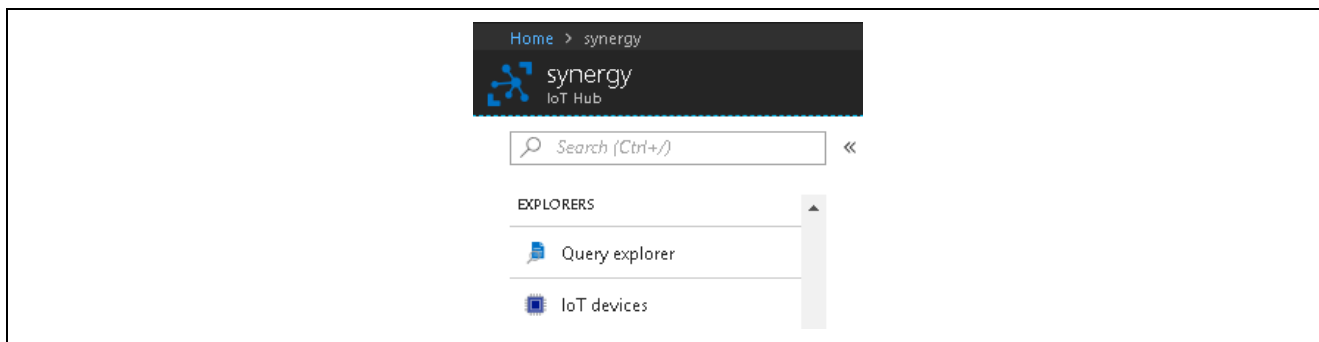 Home > synergy
synergy
IoT Hub
Search (Ctrl+/)
EXPLORERS
Query explorer
IoT devices